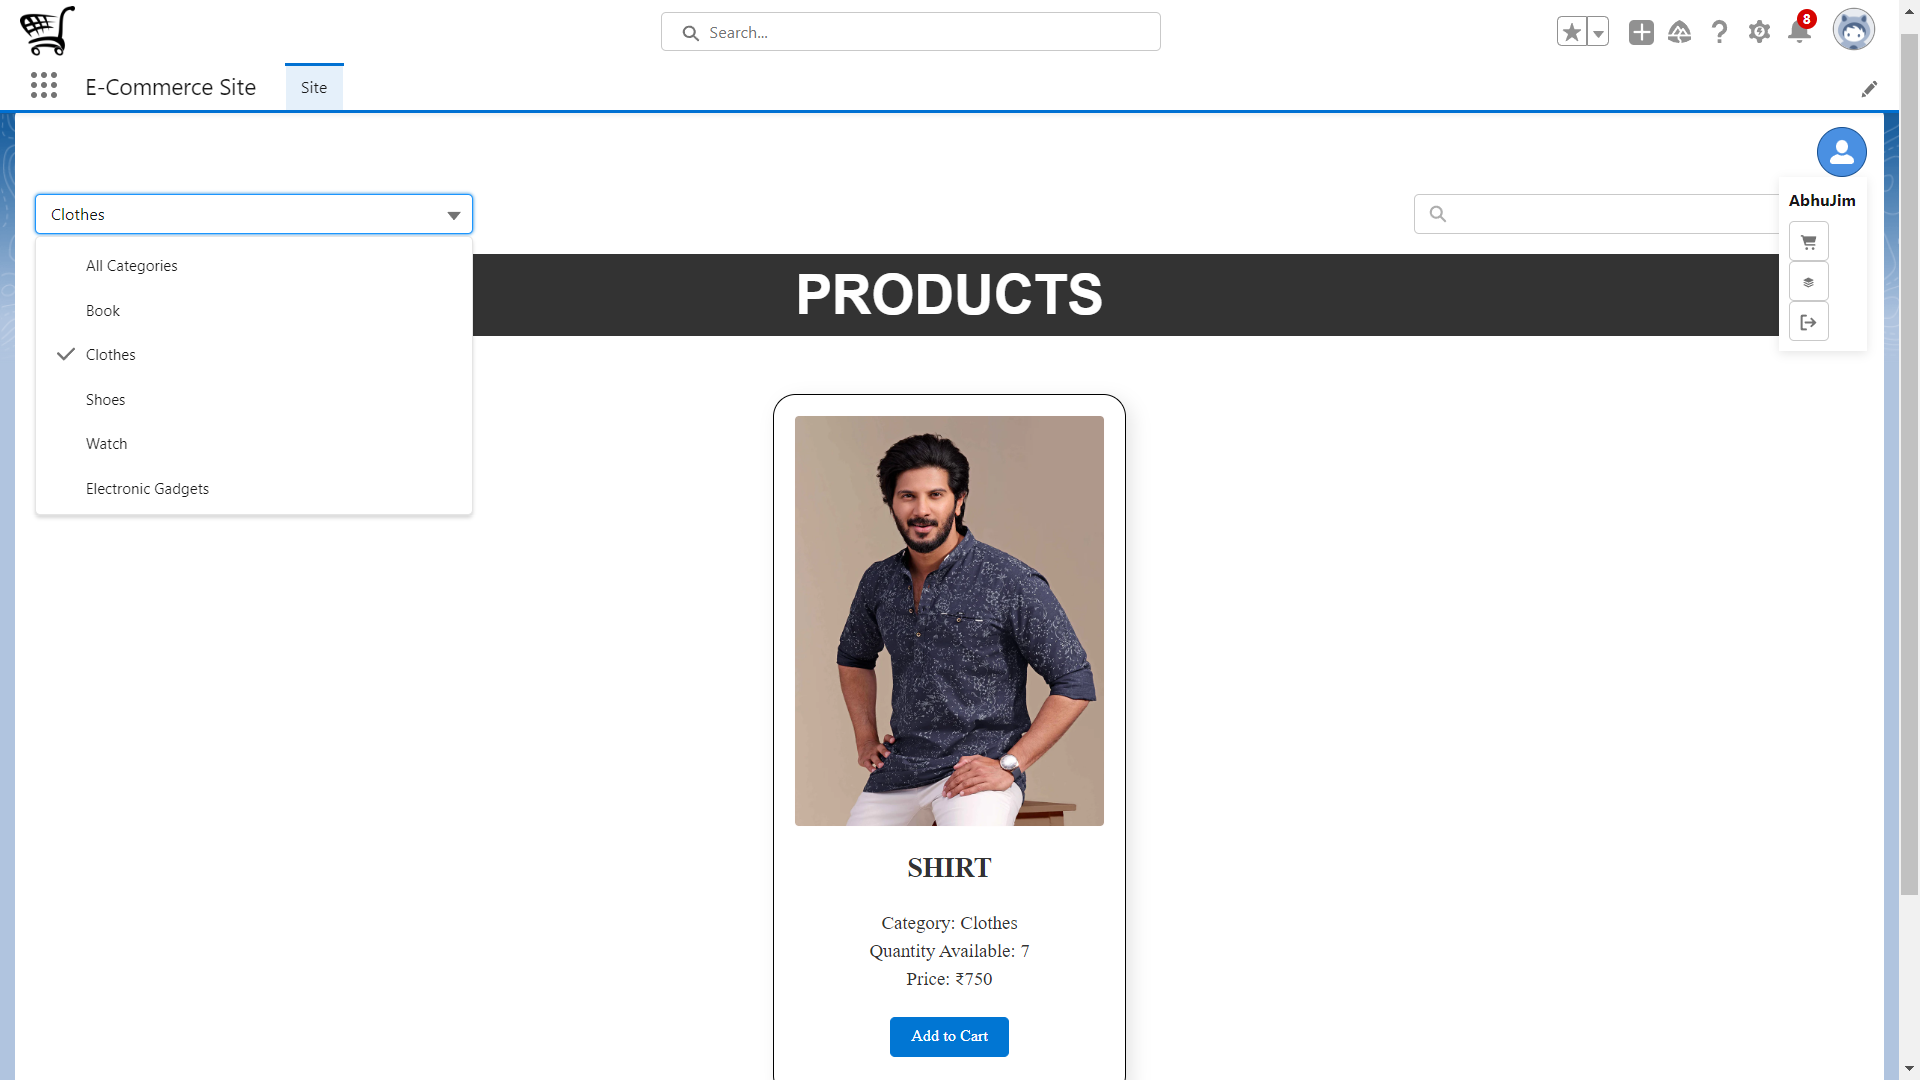 Search...
8
E-Commerce Site
Site
Clothes
AbhuJim
All Categories
Book
Clothes
Shoes
Watch
Electronic Gadgets
PRODUCTS
SHIRT
Category: Clothes
Quantity Available: 7
Price: ₹750
Add to Cart